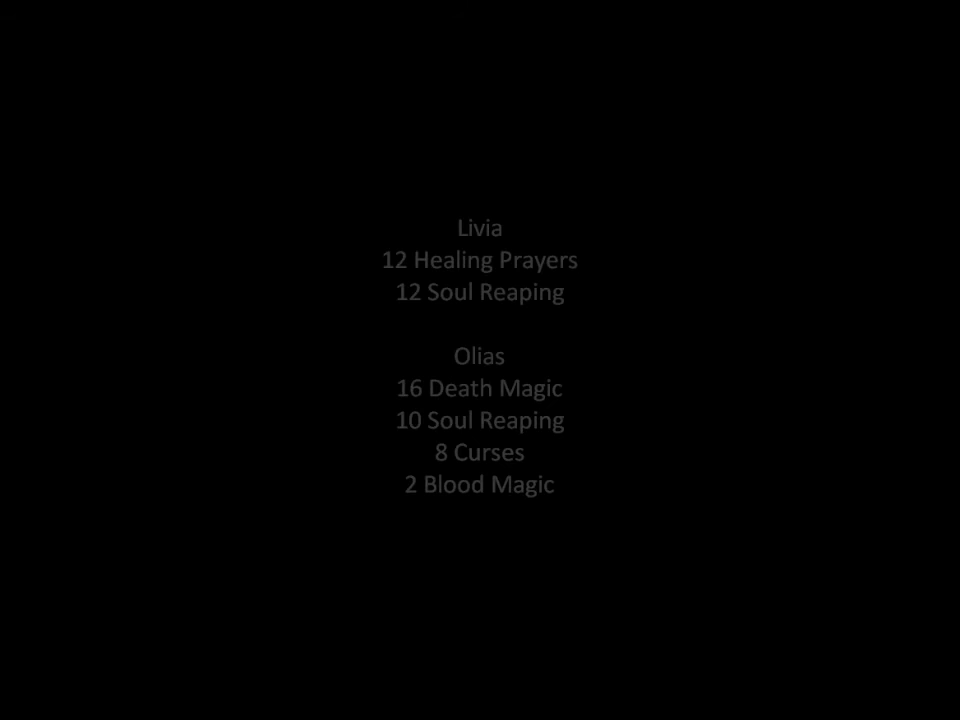 Livia
12 Healing Prayers
12 Soul Reaping
Olias
16 Death Magic
10 Soul Reaping
8 Curses
2 Blood Magic